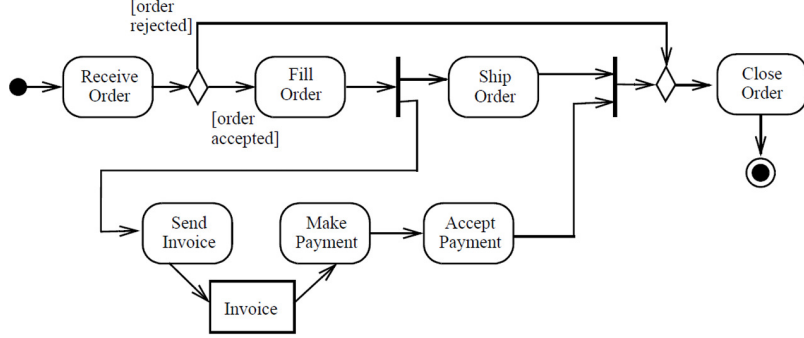 [order
rejected]
Receive
Order
Fill
Order
Ship
Order
Close
Order
[order
accepted]
Send
Invoice
Make
Payment
Accept
Payment
Invoice